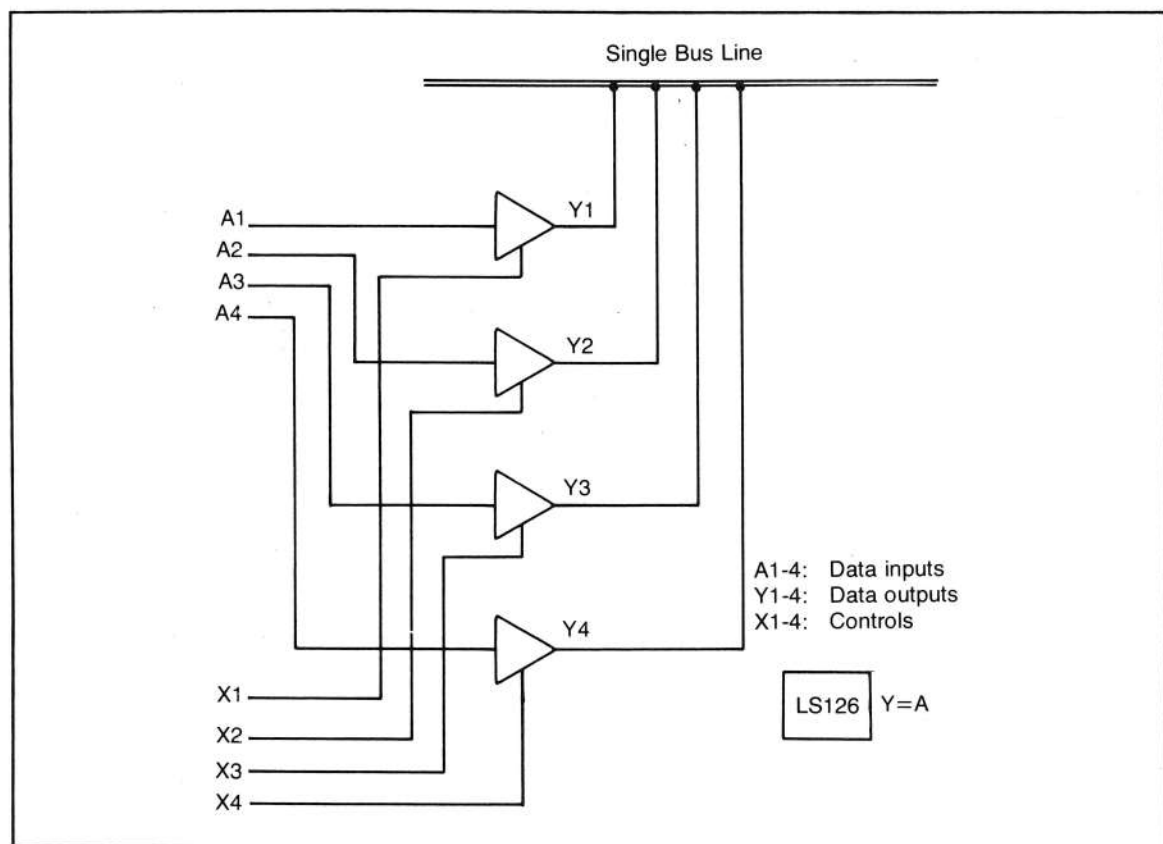 Single Bus Line
A1
Y1
A2
A3
A4
Y2
Y3
A1-4: Data inputs
Y1-4: Data outputs
X1-4: Controls
Y4
X1
LS126 Y=A
X2
X3
X4